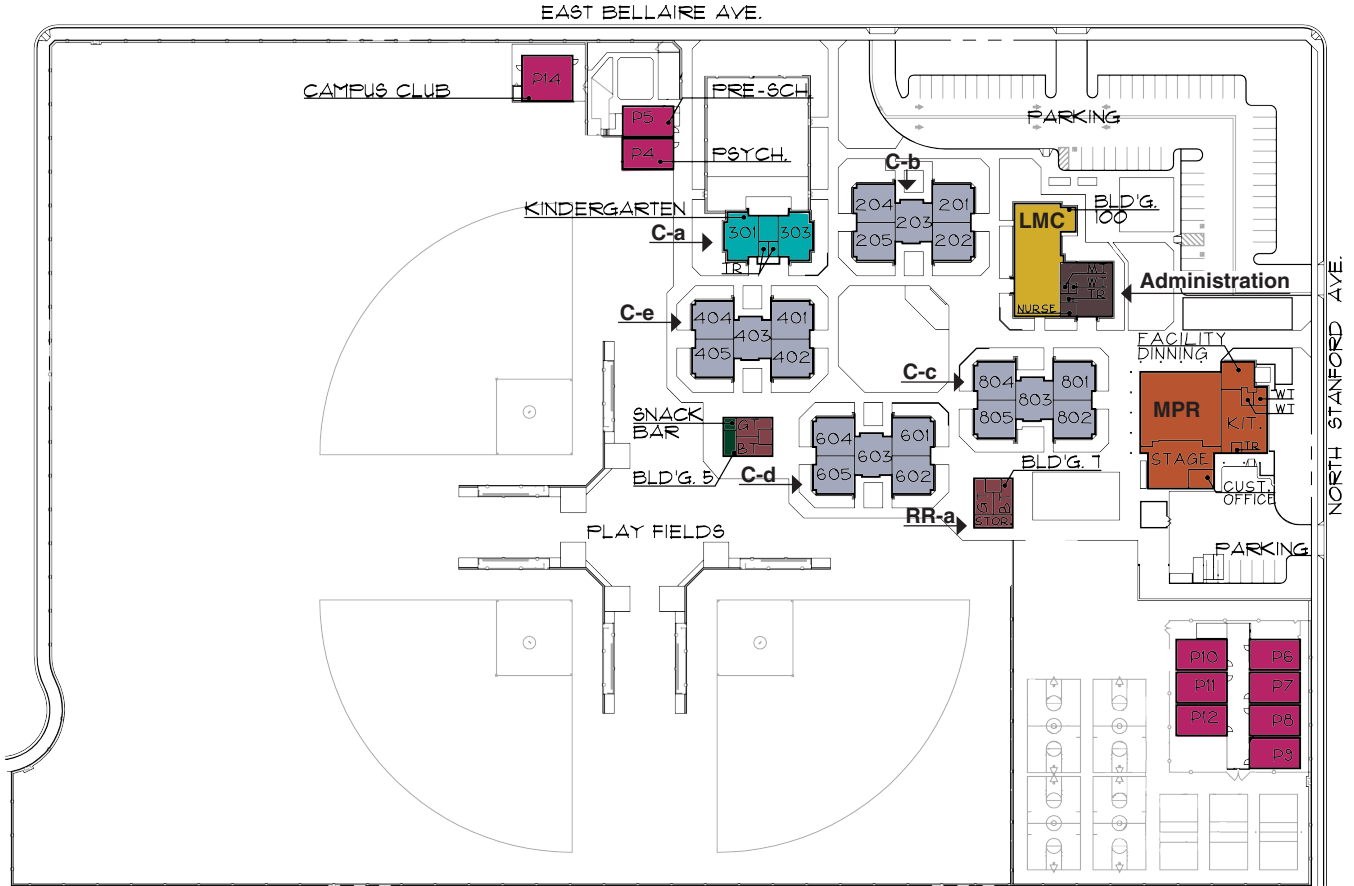 EAST BELLAIRE AVE.
CAMPUS CLUB
P14
P5
P4
PRE-SCH.
PSYCH.
PARKING
C-b
204
203
201
205
202
KINDERGARTEN
C-a
301
303
TR
LMC
BLD'G.
100
MT
WT
TR
NURSE
Administration
NORTH STANFORD AVE.
C-e
404
403
401
405
402
C-c
804
803
801
805
802
FACILITY
DINNING
MPR
WT
WT
KIT.
TR
STAGE
CUST.
OFFICE
SNACK
BAR
GT
BT
BLD'G. 5
C-d
604
603
601
605
602
BLD'G. 7
GT
BT
STOR.
RR-a
PLAY FIELDS
PARKING
P10
P6
P11
P7
P12
P8
P9